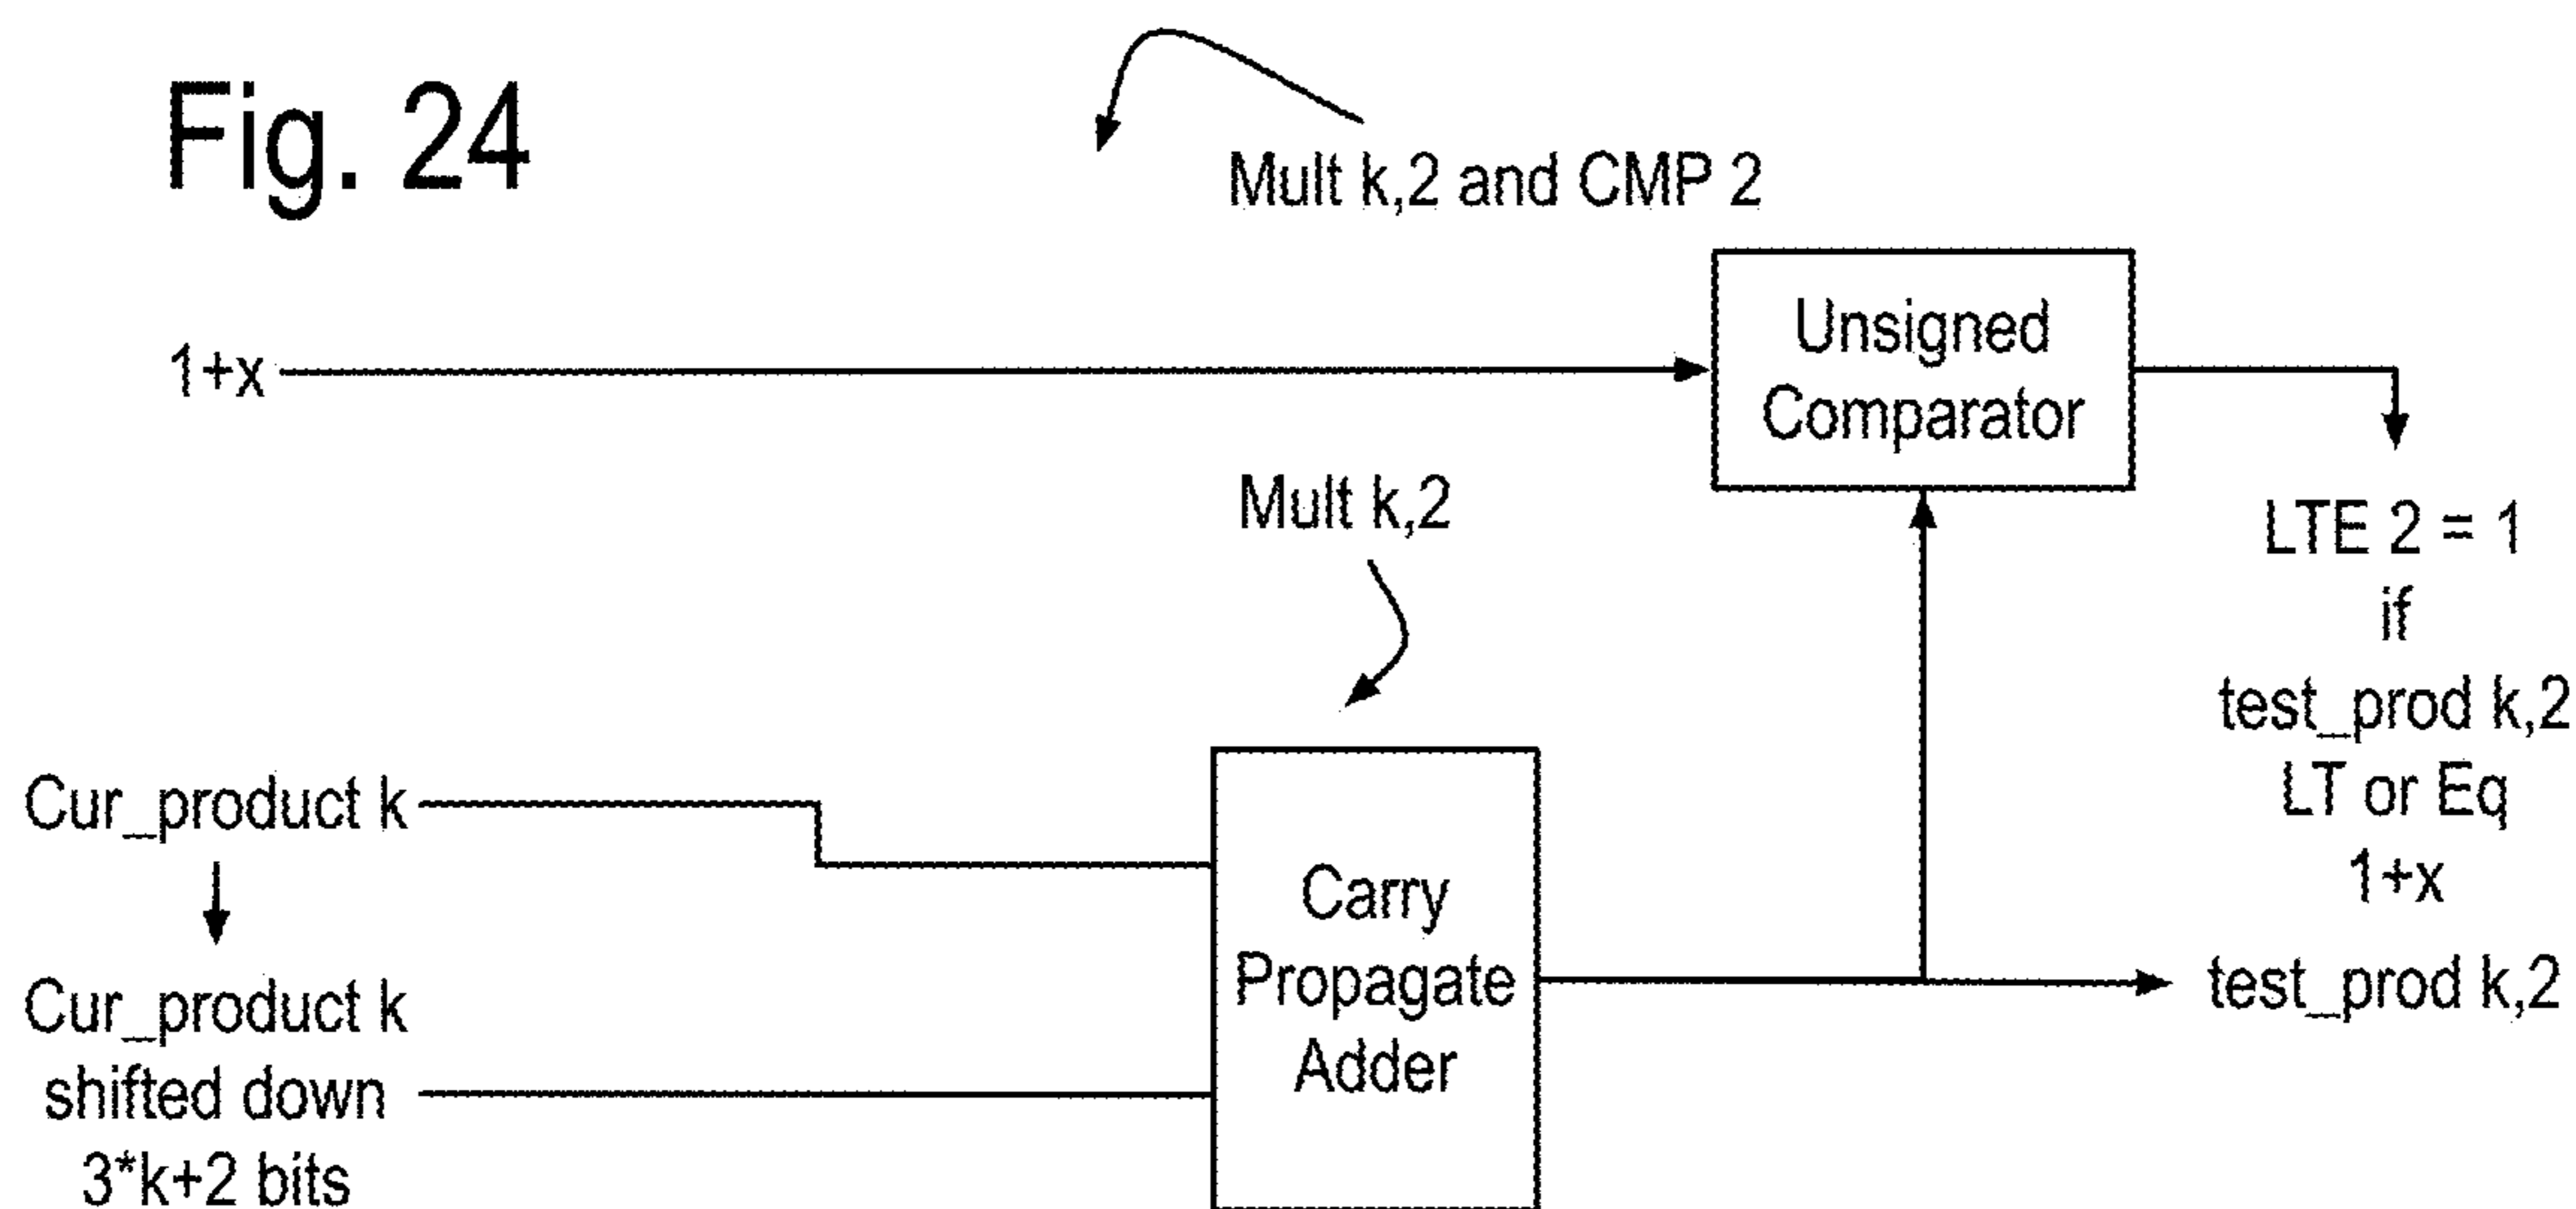 Fig. 24
Mult k,2 and CMP 2
1+x
Unsigned
Comparator
Mult k,2
LTE 2 = 1
if
test_prod k,2
LT or Eq
1+x
Cur_product k
Cur_product k
shifted down
3*k+2 bits
Carry
Propagate
Adder
test_prod k,2